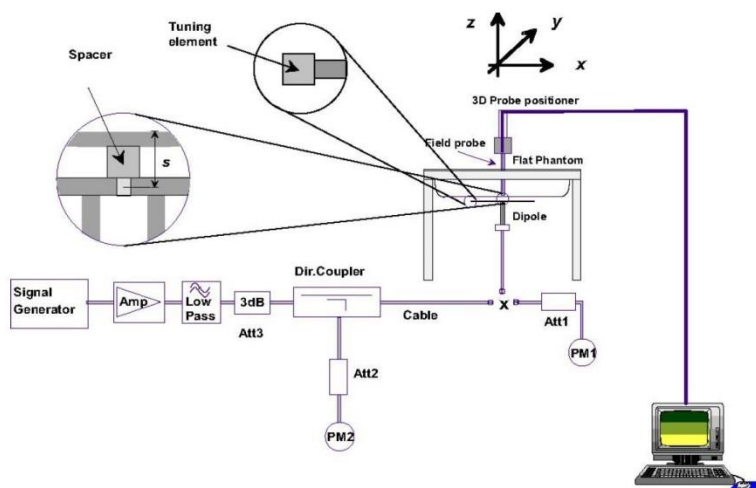 Tuning
element
Spacer
s
z
y
x
3D Probe positioner
Field probe
Flat Phantom
Dipole
Dir.Coupler
Signal
Generator
Amp
Low
Pass
3dB
Att3
Cable
x
Att1
PM1
Att2
PM2